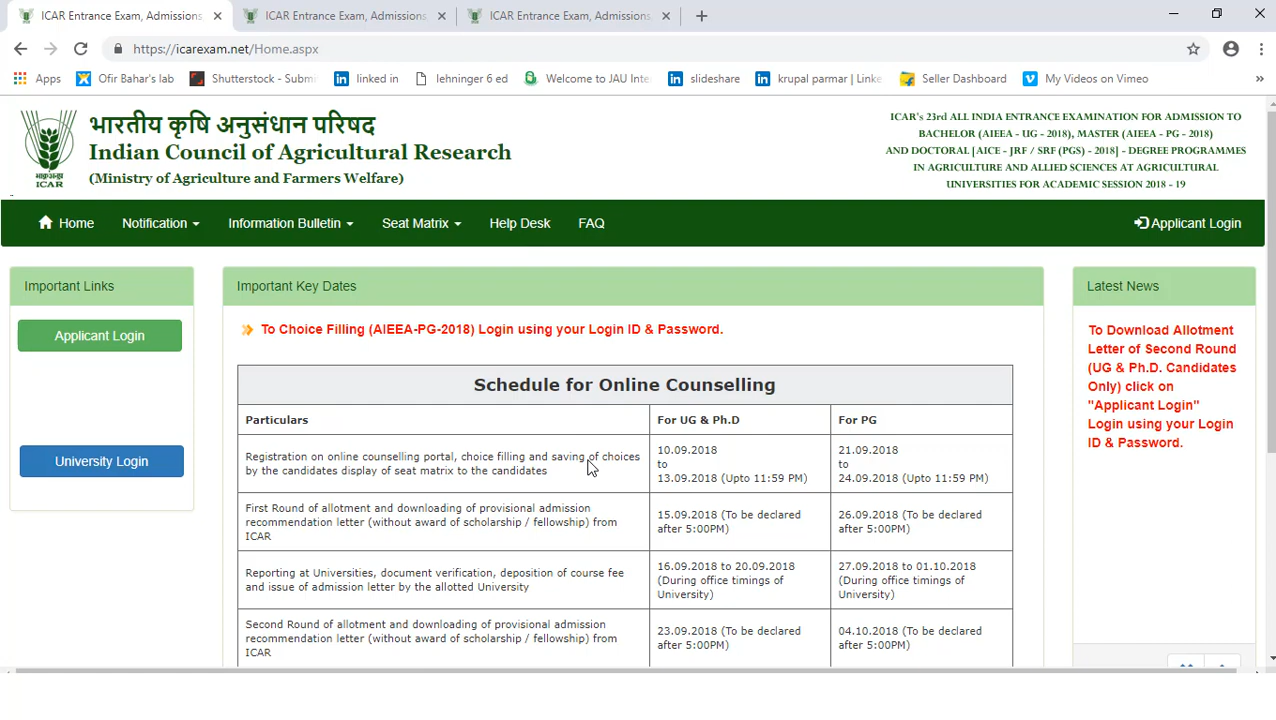 ICAR Entrance Exam, Admissions,
ICAR Entrance Exam, Admissions,
ICAR Entrance Exam, Admissions,
https://icarexam.net/Home.aspx
Apps
Ofir Bahar's lab
Shutterstock - Submi
linked in
lehninger 6 ed
Welcome to JAU Inte
slideshare
krupal parmar | Linke
Seller Dashboard
My Videos on Vimeo
»
भारतीय कृषि अनुसंधान परिषद
Indian Council of Agricultural Research
(Ministry of Agriculture and Farmers Welfare)
भाकृअनुप
ICAR
ICAR's 23rd ALL INDIA ENTRANCE EXAMINATION FOR ADMISSION TO
BACHELOR (AIEEA - UG - 2018), MASTER (AIEEA - PG - 2018)
AND DOCTORAL [AICE - JRF / SRF (PGS) - 2018] - DEGREE PROGRAMMES
IN AGRICULTURE AND ALLIED SCIENCES AT AGRICULTURAL
UNIVERSITIES FOR ACADEMIC SESSION 2018 - 19
Home
Notification
Information Bulletin
Seat Matrix
Help Desk
FAQ
Applicant Login
Important Links
Applicant Login
University Login
Important Key Dates
To Choice Filling (AIEEA-PG-2018) Login using your Login ID & Password.
Schedule for Online Counselling
Particulars
For UG & Ph.D
For PG
Registration on online counselling portal, choice filling and saving of choices
by the candidates display of seat matrix to the candidates
10.09.2018
to
13.09.2018 (Upto 11:59 PM)
21.09.2018
to
24.09.2018 (Upto 11:59 PM)
First Round of allotment and downloading of provisional admission
recommendation letter (without award of scholarship / fellowship) from
ICAR
15.09.2018 (To be declared
after 5:00PM)
26.09.2018 (To be declared
after 5:00PM)
Reporting at Universities, document verification, deposition of course fee
and issue of admission letter by the allotted University
16.09.2018 to 20.09.2018
(During office timings of
University)
27.09.2018 to 01.10.2018
(During office timings of
University)
Second Round of allotment and downloading of provisional admission
recommendation letter (without award of scholarship / fellowship) from
ICAR
23.09.2018 (To be declared
after 5:00PM)
04.10.2018 (To be declared
after 5:00PM)
Latest News
To Download Allotment
Letter of Second Round
(UG & Ph.D. Candidates
Only) click on
"Applicant Login"
Login using your Login
ID & Password.